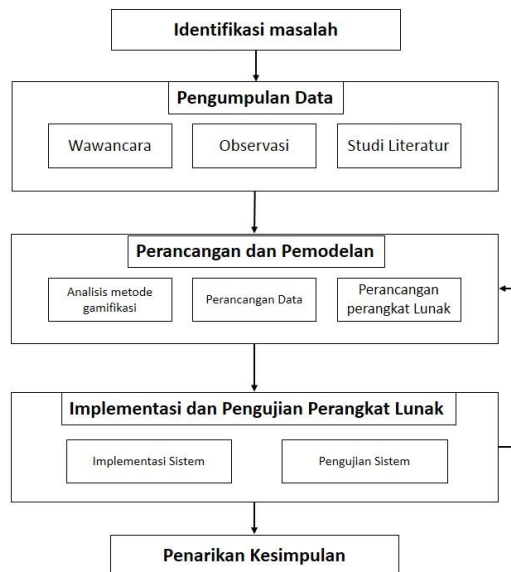 Identifikasi masalah
Pengumpulan Data
Wawancara
Observasi
Studi Literatur
Perancangan dan Pemodelan
Analisis metode
gamifikasi
Perancangan Data
Perancangan
perangkat Lunak
Implementasi dan Pengujian Perangkat Lunak
Implementasi Sistem
Pengujian Sistem
Penarikan Kesimpulan